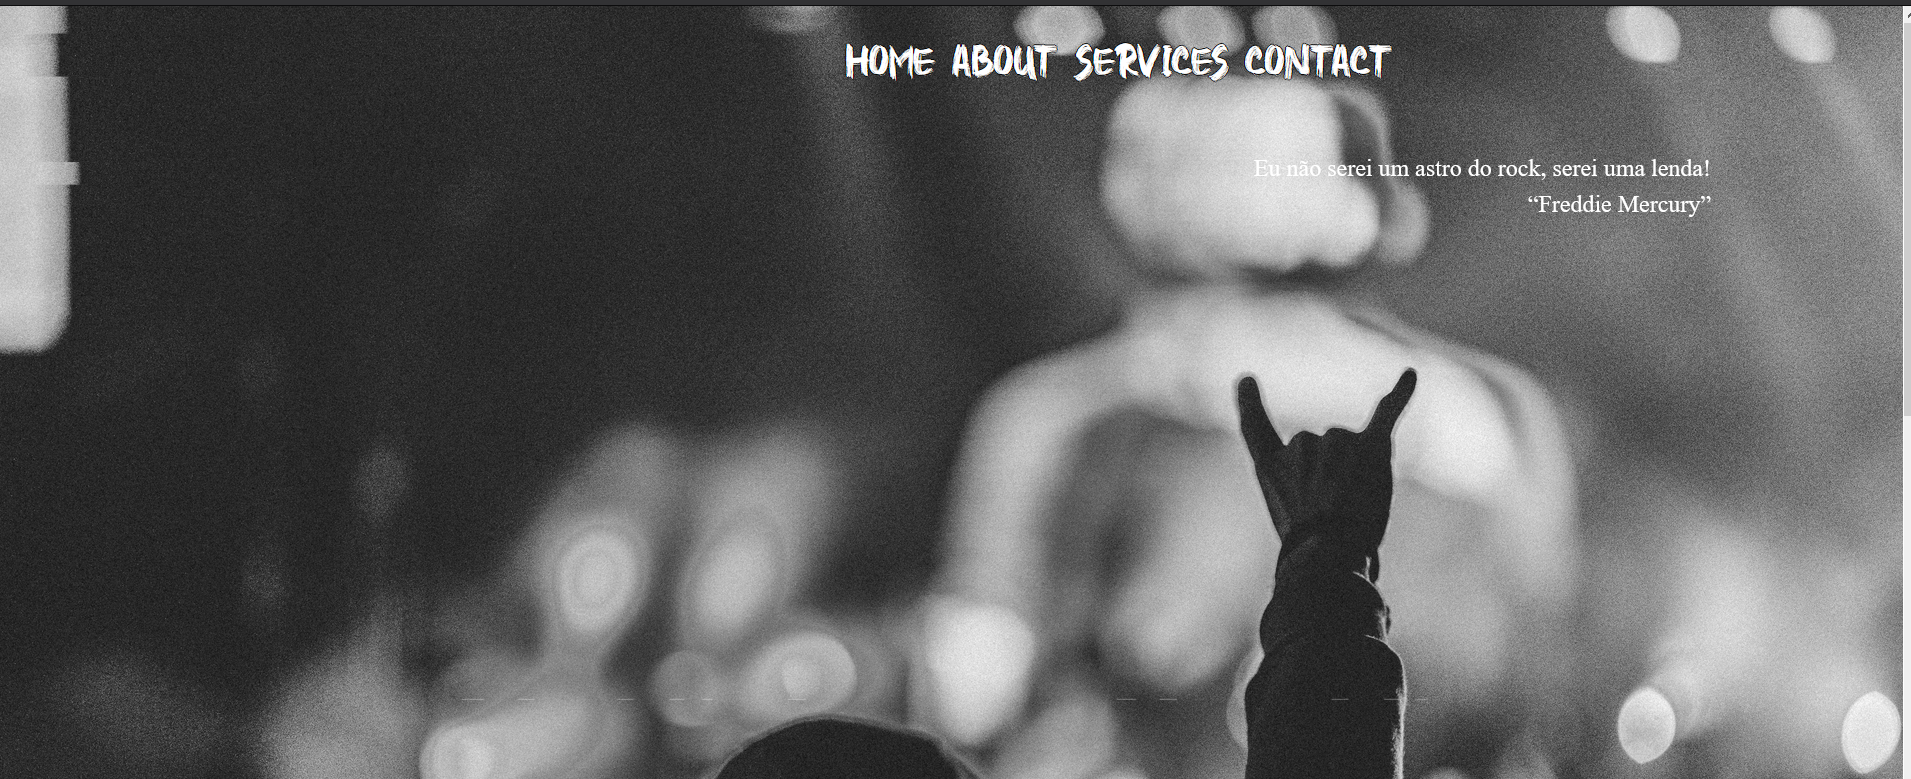 HOME ABOUT SERVICES CONTACT
Eu não serei um astro do rock, serei uma lenda!
“Freddie Mercury”